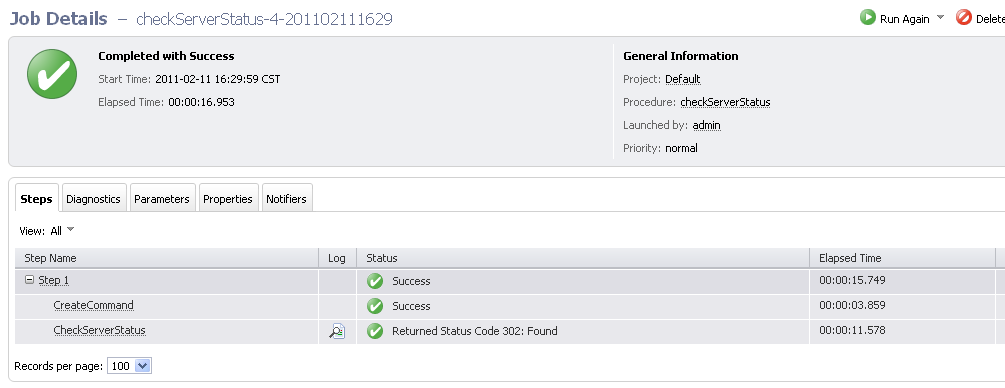 Job Details – checkServerStatus-4-201102111629
Run Again Delete
Completed with Success
Start Time: 2011-02-11 16:29:59 CST
Elapsed Time: 00:00:16.953
General Information
Project: Default
Procedure: checkServerStatus
Launched by: admin
Priority: normal
Steps Diagnostics Parameters Properties Notifiers
View: All
Step Name Log Status Elapsed Time
Step 1 Success 00:00:15.749
CreateCommand Success 00:00:03.859
CheckServerStatus Returned Status Code 302: Found 00:00:11.578
Records per page: 100